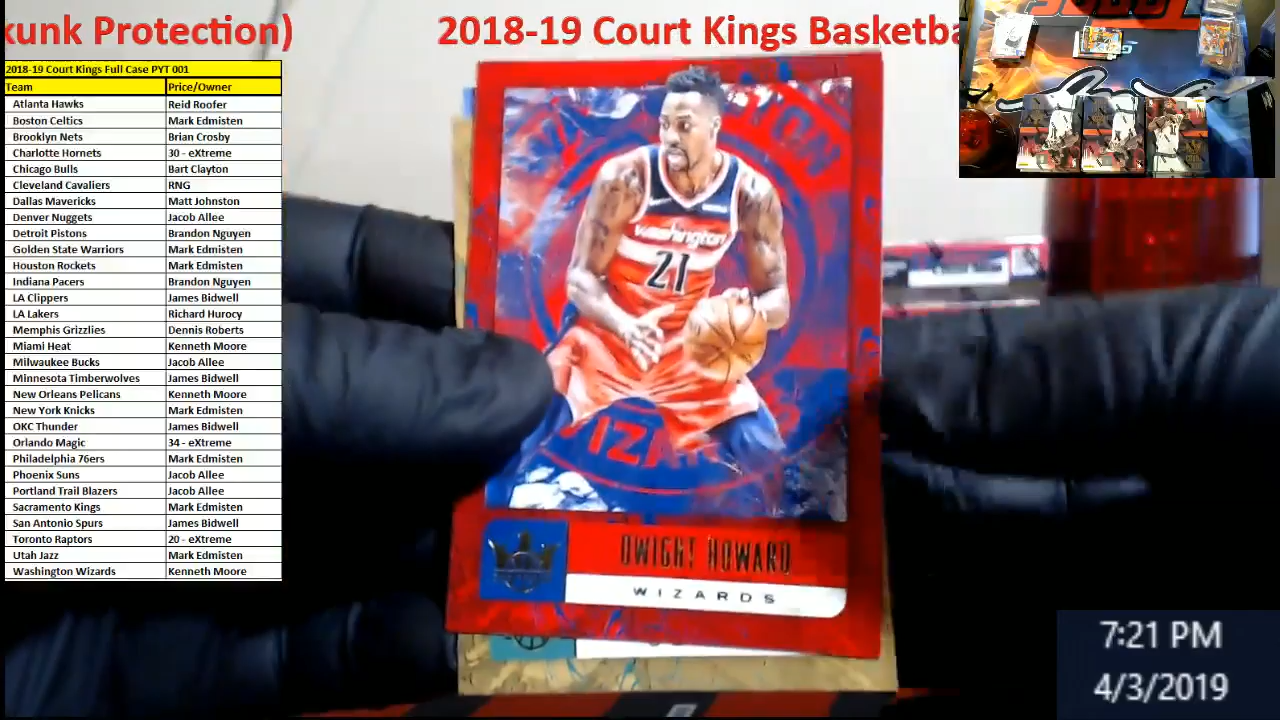 kunk Protection)
2018-19 Court Kings Basketba
2018-19 Court Kings Full Case PYT 001
Team Price/Owner
Atlanta Hawks Reid Roofer
Boston Celtics Mark Edmisten
Brooklyn Nets Brian Crosby
Charlotte Hornets 30 - eXtreme
Chicago Bulls Bart Clayton
Cleveland Cavaliers RNG
Dallas Mavericks Matt Johnston
Denver Nuggets Jacob Allee
Detroit Pistons Brandon Nguyen
Golden State Warriors Mark Edmisten
Houston Rockets Mark Edmisten
Indiana Pacers Brandon Nguyen
LA Clippers James Bidwell
LA Lakers Richard Hurocy
Memphis Grizzlies Dennis Roberts
Miami Heat Kenneth Moore
Milwaukee Bucks Jacob Allee
Minnesota Timberwolves James Bidwell
New Orleans Pelicans Kenneth Moore
New York Knicks Mark Edmisten
OKC Thunder James Bidwell
Orlando Magic 34 - eXtreme
Philadelphia 76ers Mark Edmisten
Phoenix Suns Jacob Allee
Portland Trail Blazers Jacob Allee
Sacramento Kings Mark Edmisten
San Antonio Spurs James Bidwell
Toronto Raptors 20 - eXtreme
Utah Jazz Mark Edmisten
Washington Wizards Kenneth Moore
washington
21
DWIGHT HOWARD
WIZARDS
7:21 PM
4/3/2019